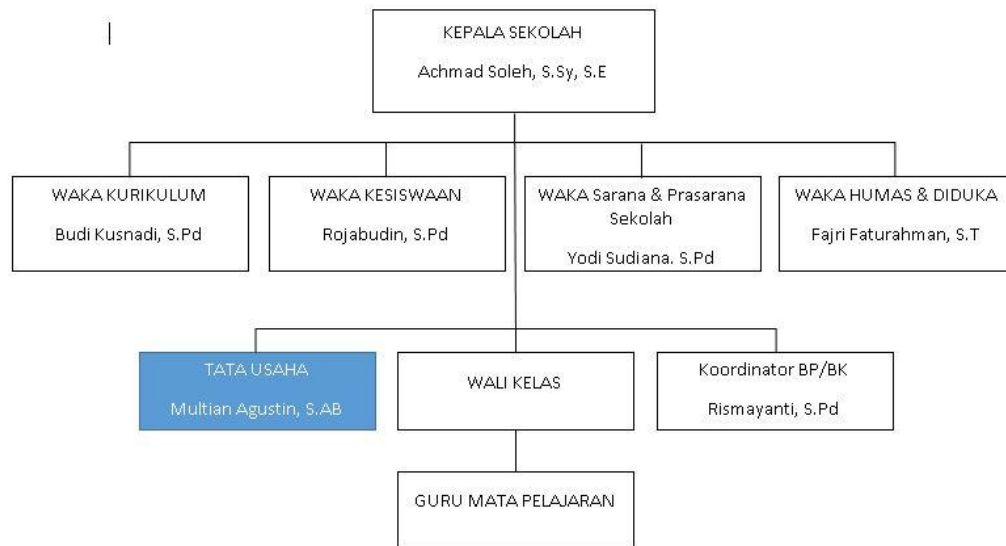 KEPALA SEKOLAH
Achmad Soleh, S.Sy, S.E
WAKA KURIKULUM
Budi Kusnadi, S.Pd
WAKA KESISWAAN
Rojabudin, S.Pd
WAKA Sarana & Prasarana
Sekolah
Yodi Sudiana. S.Pd
WAKA HUMAS & DIDUKA
Fajri Faturahman, S.T
TATA USAHA
Multian Agustin, S.AB
WALI KELAS
Koordinator BP/BK
Rismayanti, S.Pd
GURU MATA PELAJARAN